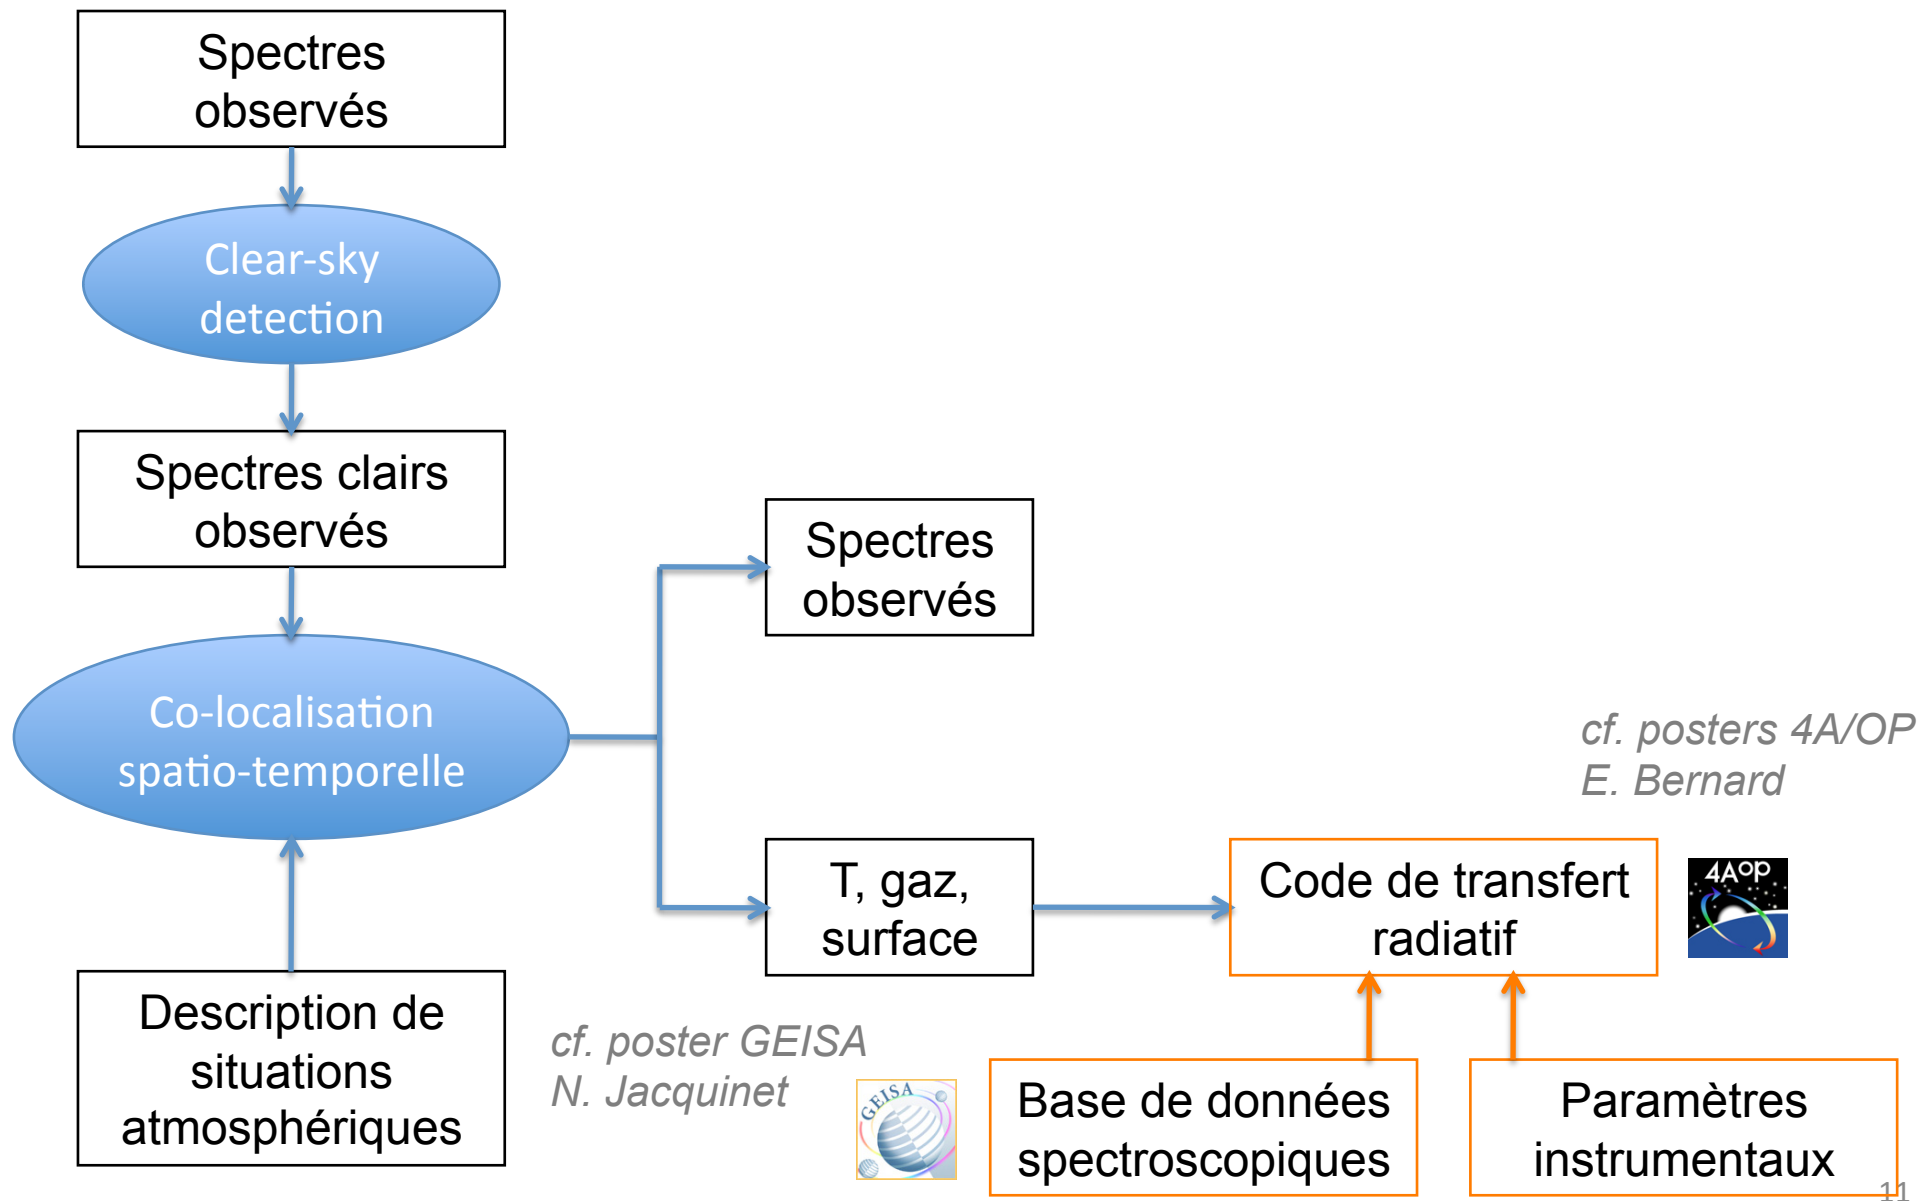 Spectres
observés
Clear-sky
detection
Spectres clairs
observés
Spectres
observés
Co-localisation
spatio-temporelle
cf. posters 4A/OP
E. Bernard
T, gaz,
surface
Code de transfert
radiatif
4AOP
Description de
situations
atmosphériques
cf. poster GEISA
N. Jacquinet
GEISA
Base de données
spectroscopiques
Paramètres
instrumentaux
11